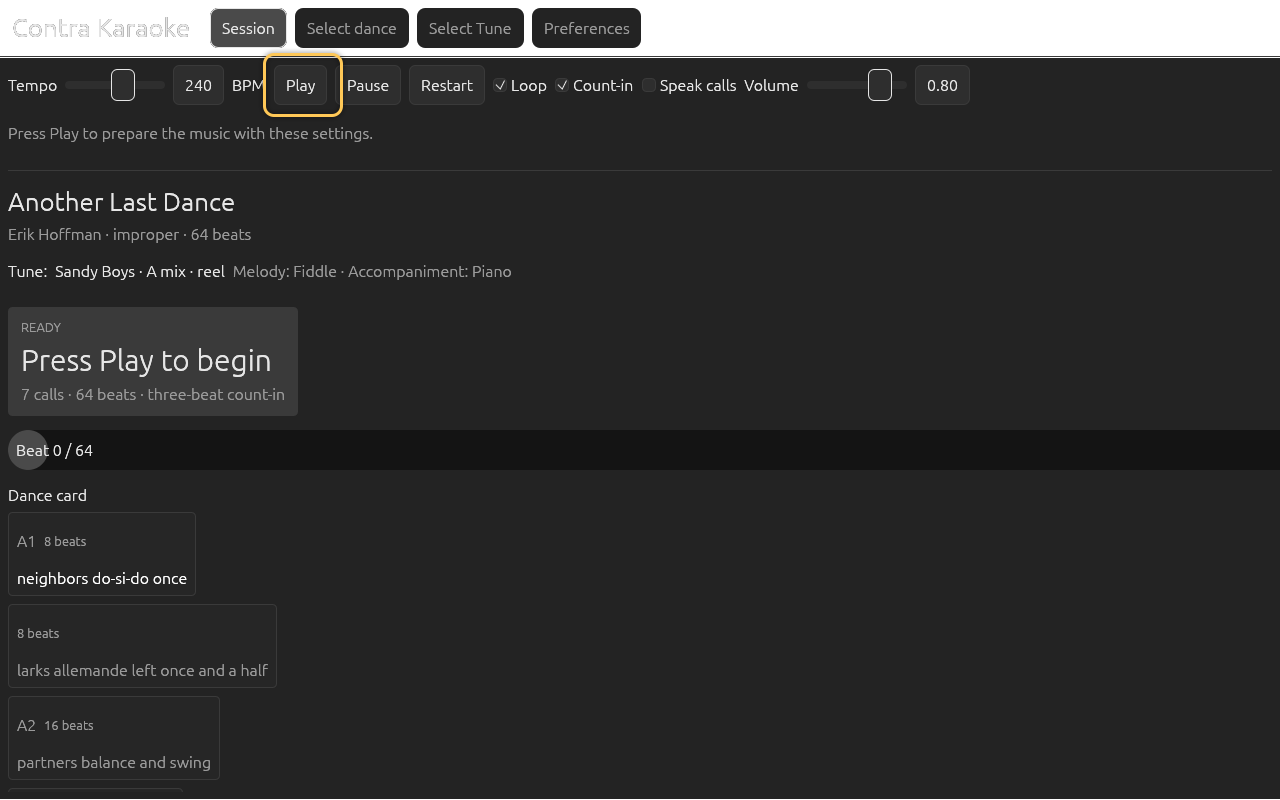 Contra Karaoke Session Select dance Select Tune Preferences
Tempo 240 BPM Play Pause Restart Loop Count-in Speak calls Volume 0.80
Press Play to prepare the music with these settings.
Another Last Dance
Erik Hoffman · improper · 64 beats
Tune: Sandy Boys · A mix · reel Melody: Fiddle · Accompaniment: Piano
READY
Press Play to begin
7 calls · 64 beats · three-beat count-in
Beat 0 / 64
Dance card
A1 8 beats
neighbors do-si-do once
8 beats
larks allemande left once and a half
A2 16 beats
partners balance and swing